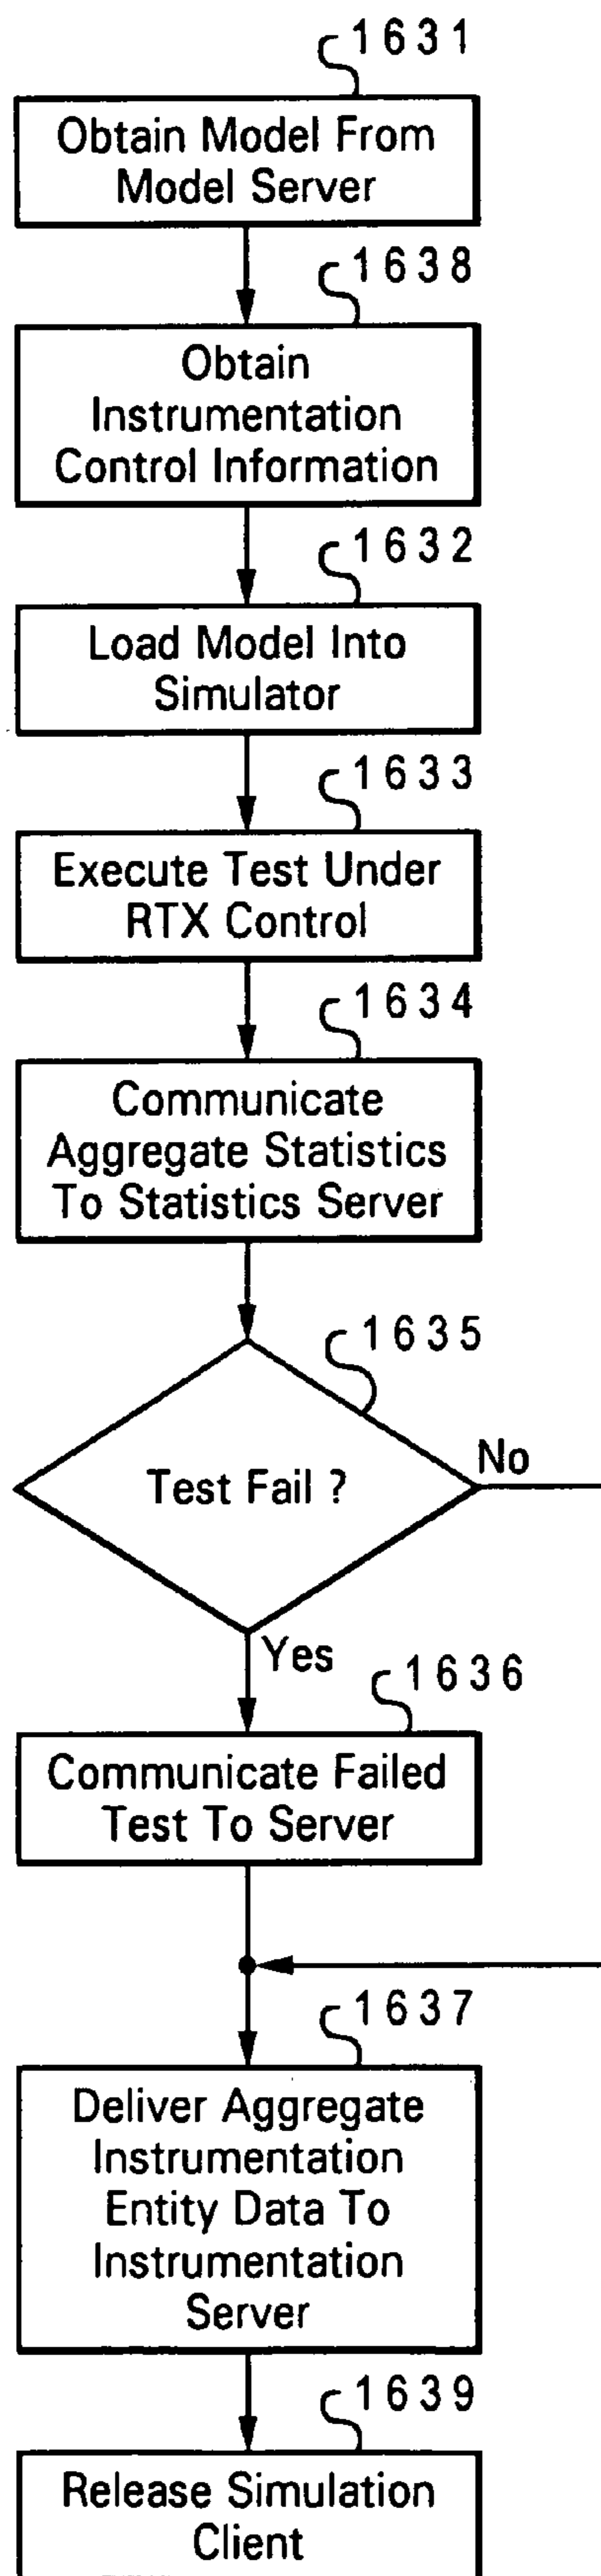 1631
Obtain Model From
Model Server
1638
Obtain
Instrumentation
Control Information
1632
Load Model Into
Simulator
1633
Execute Test Under
RTX Control
1634
Communicate
Aggregate Statistics
To Statistics Server
1635
Test Fail ?
No
Yes
1636
Communicate Failed
Test To Server
1637
Deliver Aggregate
Instrumentation
Entity Data To
Instrumentation
Server
1639
Release Simulation
Client